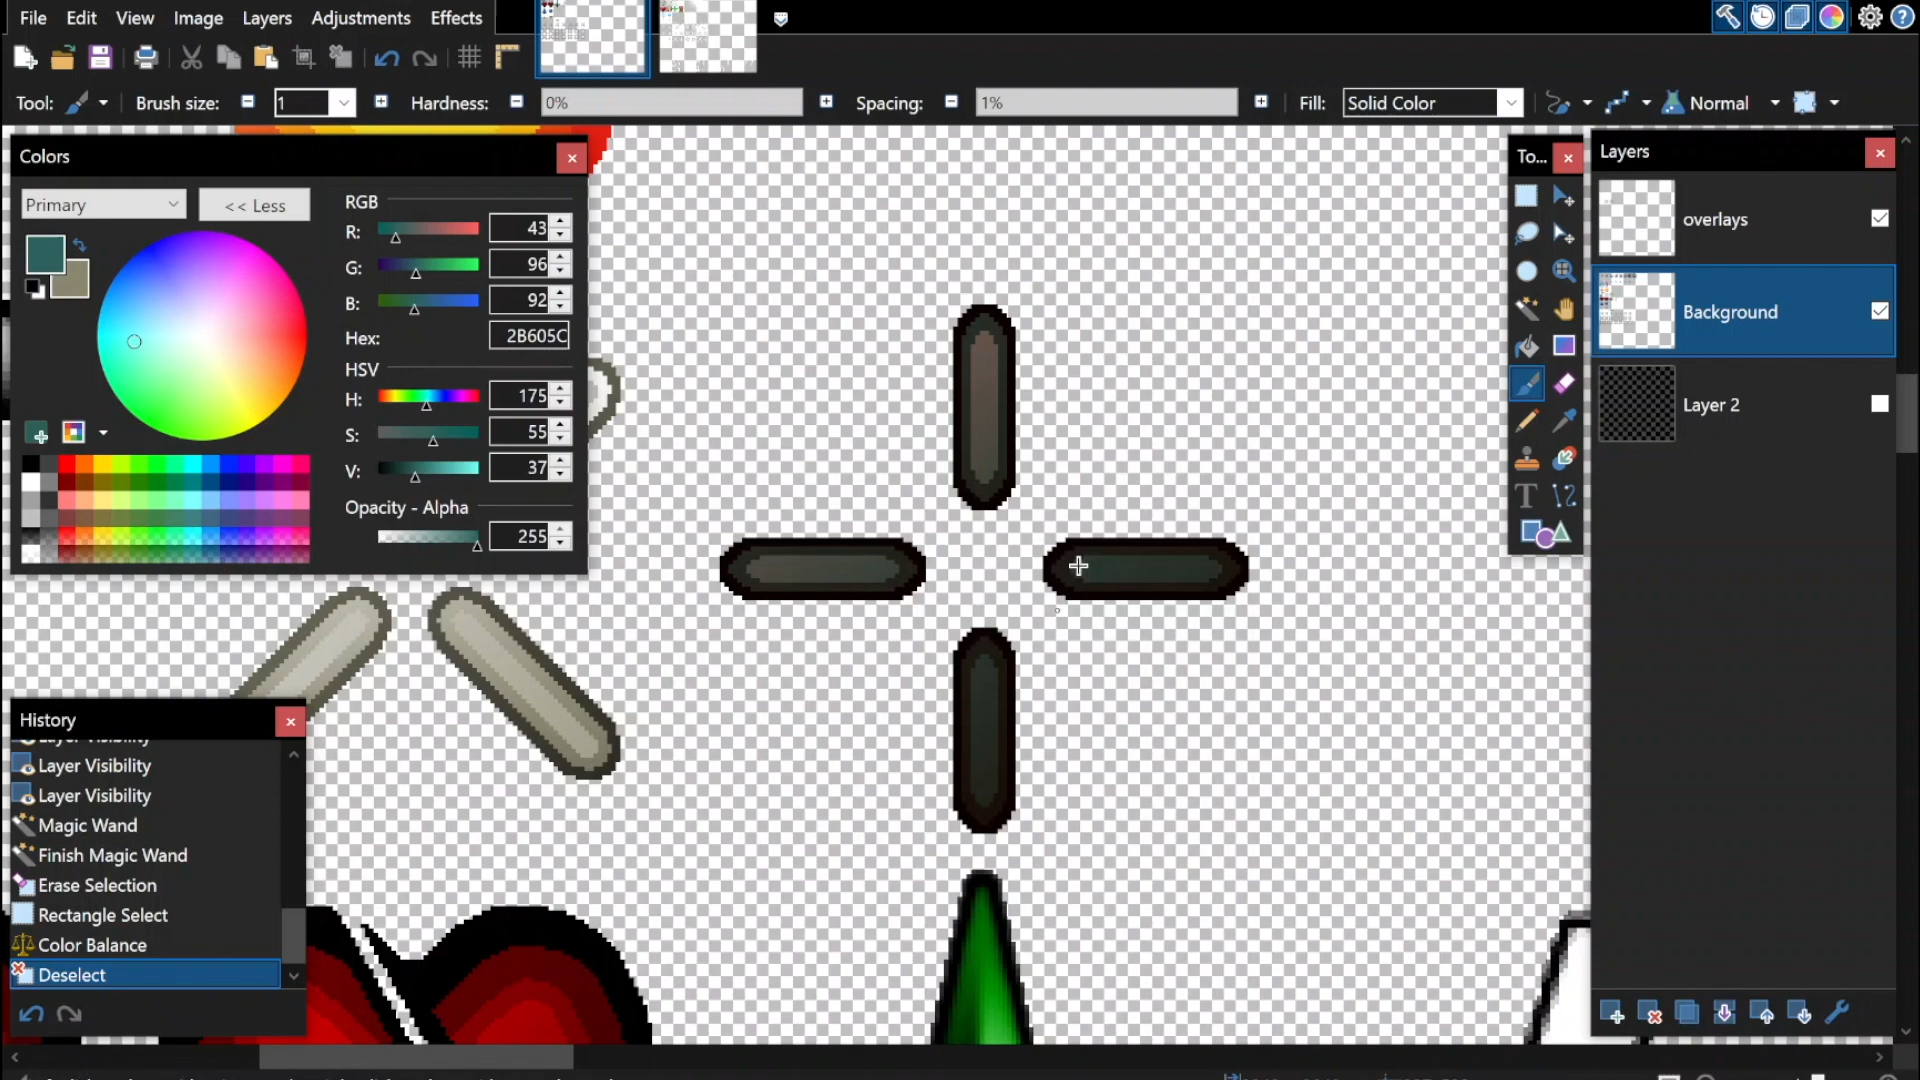 File Edit View Image Layers Adjustments Effects
Tool: Brush size: 1 Hardness: 0% Spacing: 1% Fill: Solid Color Normal
Colors
Primary << Less
RGB
R: 43
G: 96
B: 92
Hex: 2B605C
HSV
H: 175
S: 55
V: 37
Opacity - Alpha
255
To...
Layers
overlays
Background
Layer 2
History
Layer Visibility
Layer Visibility
Layer Visibility
Magic Wand
Finish Magic Wand
Erase Selection
Rectangle Select
Color Balance
Deselect